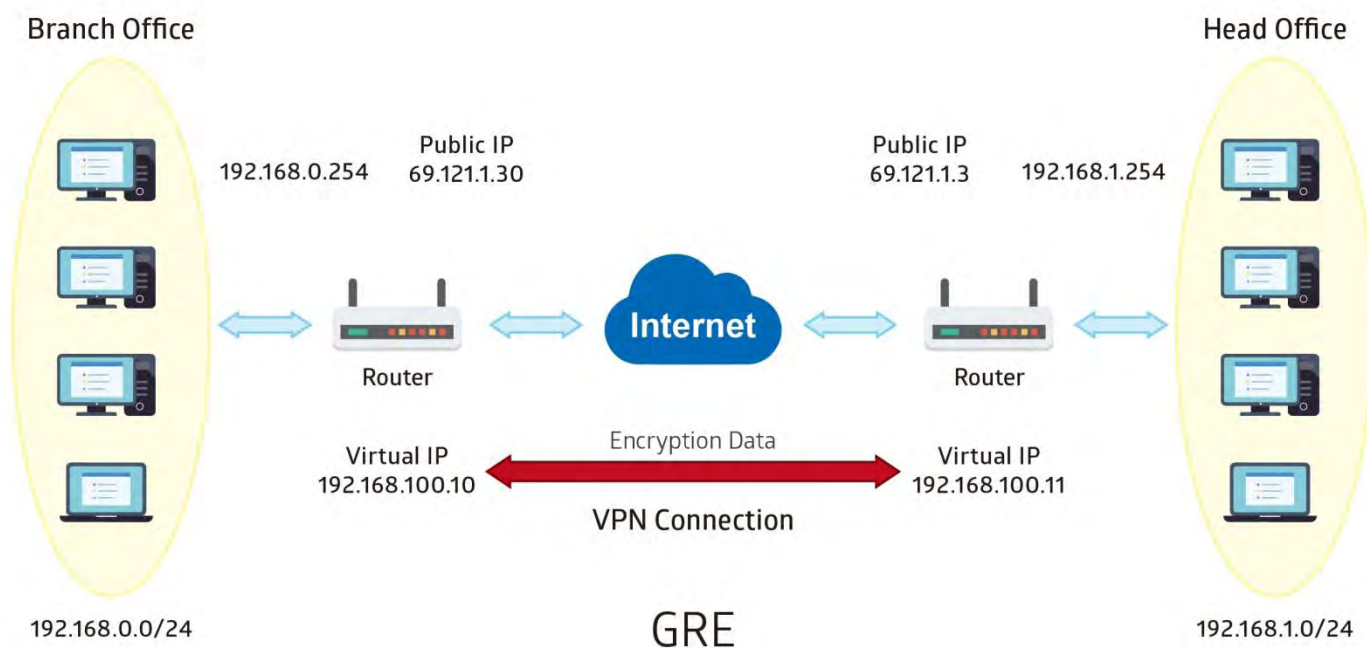 Branch Office
Head Office
Public IP
69.121.1.30
192.168.0.254
Public IP
69.121.1.3
192.168.1.254
Internet
Router
Router
Encryption Data
Virtual IP
192.168.100.10
Virtual IP
192.168.100.11
VPN Connection
192.168.0.0/24
GRE
192.168.1.0/24